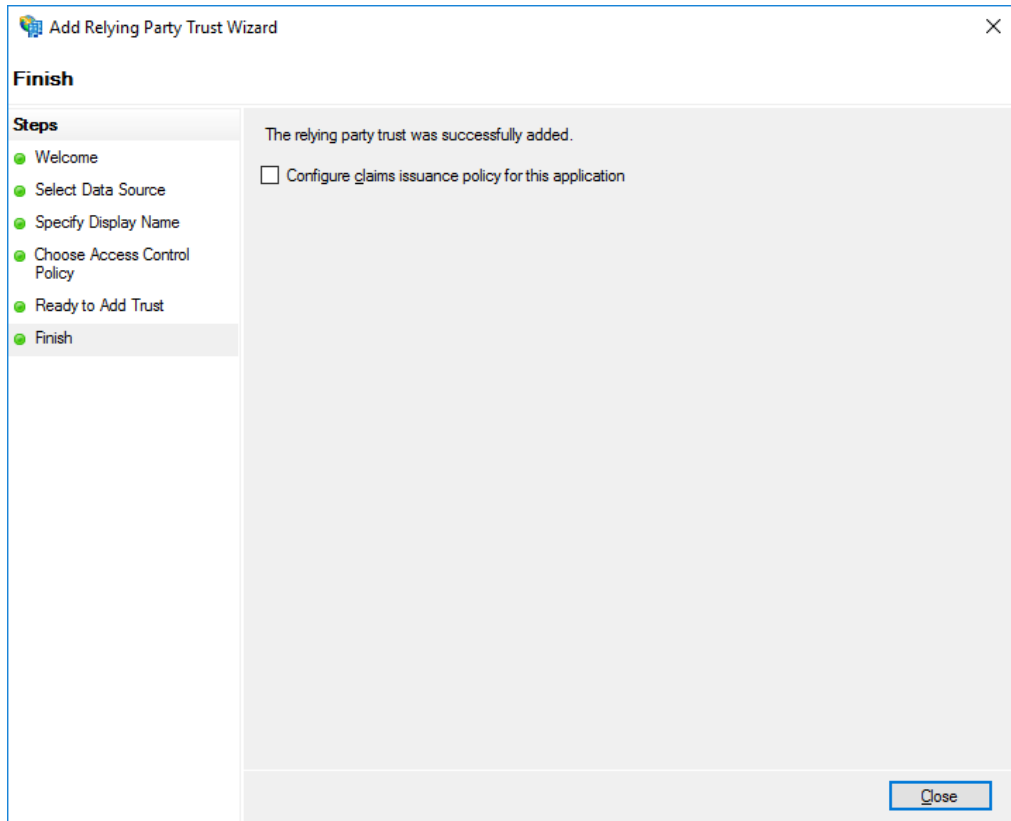 Add Relying Party Trust Wizard
Finish
Steps
Welcome
Select Data Source
Specify Display Name
Choose Access Control
Policy
Ready to Add Trust
Finish
The relying party trust was successfully added.
Configure claims issuance policy for this application
Close